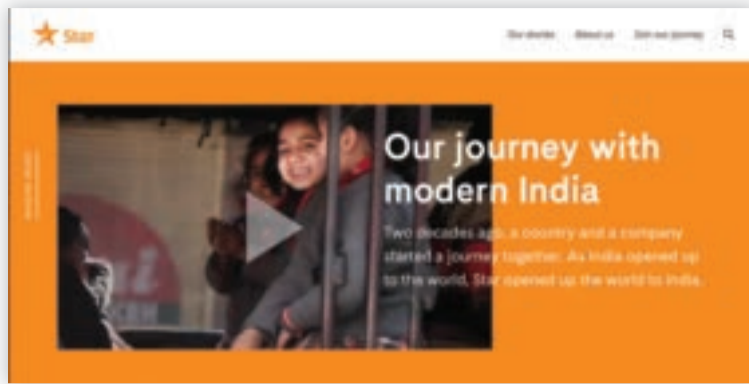 Star
Our stories About us Join our journey
Our journey with
modern India
Two decades ago, a country and a company
started a journey together. As India opened up
to the world, Star opened up the world to India.